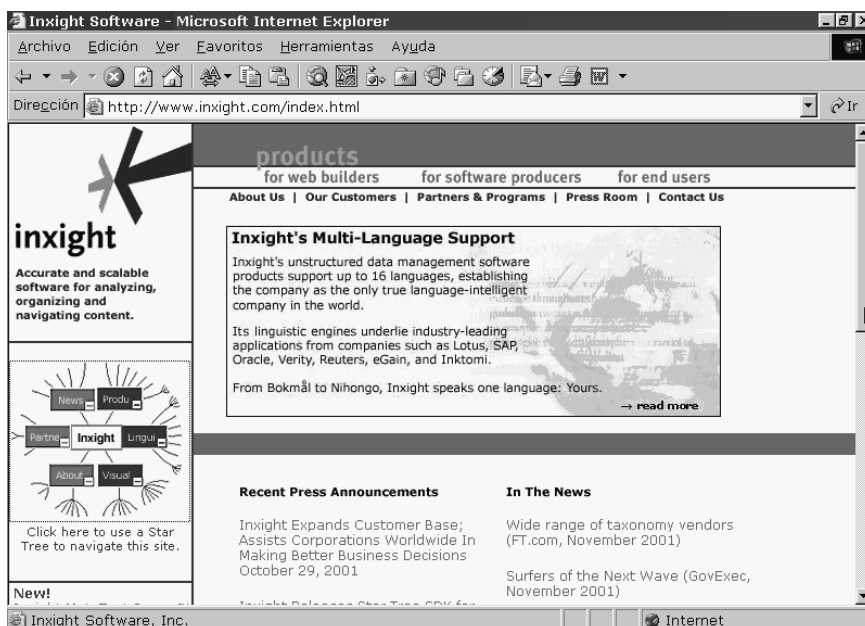 Inxight Software - Microsoft Internet Explorer
Archivo Edición Ver Favoritos Herramientas Ayuda
Dirección http://www.inxight.com/index.html Ir
products
for web builders for software producers for end users
About Us | Our Customers | Partners & Programs | Press Room | Contact Us
inxight
Accurate and scalable
software for analyzing,
organizing and
navigating content.
Inxight's Multi-Language Support
Inxight's unstructured data management software
products support up to 16 languages, establishing
the company as the only true language-intelligent
company in the world.
Its linguistic engines underlie industry-leading
applications from companies such as Lotus, SAP,
Oracle, Verity, Reuters, eGain, and Inktomi.
From Bokmål to Nihongo, Inxight speaks one language: Yours.
→ read more
News Produ
Partne Inxight Lingui
About Visual
Click here to use a Star
Tree to navigate this site.
New!
Recent Press Announcements
Inxight Expands Customer Base;
Assists Corporations Worldwide In
Making Better Business Decisions
October 29, 2001
Inxight Releases Star Tree SDK for
In The News
Wide range of taxonomy vendors
(FT.com, November 2001)
Surfers of the Next Wave (GovExec,
November 2001)
Inxight Software, Inc. Internet